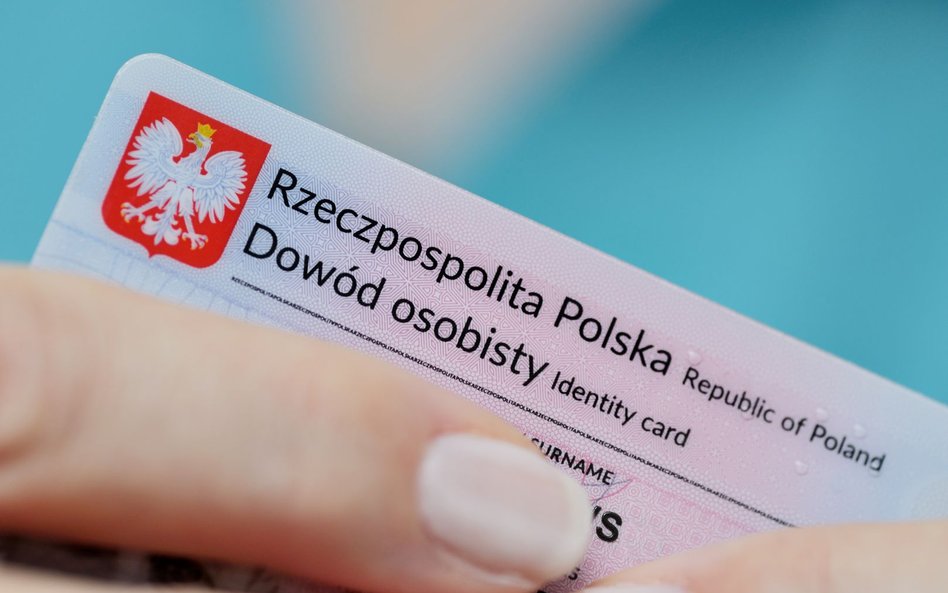 Rzeczpospolita Polska Republic of Poland
Dowód osobisty Identity card
SURNAME